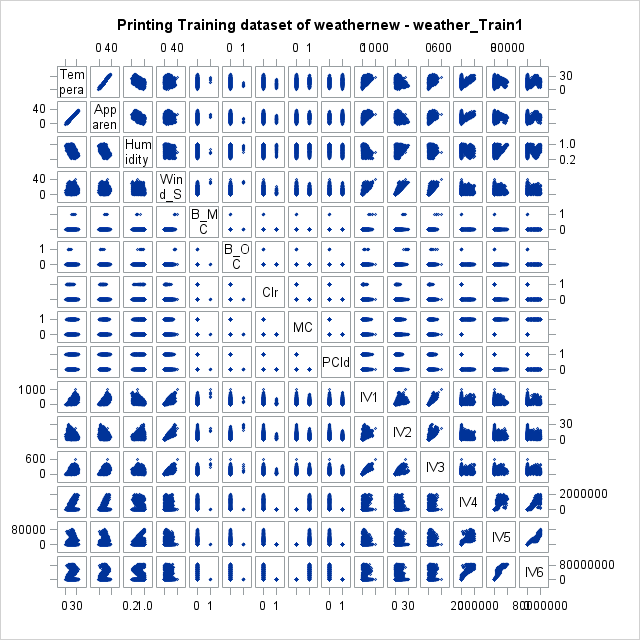 Printing Training dataset of weathernew - weather_Train1
0 40 0 40 0 1 0 1 0 1000 0600 80000
Tem
pera
30
0
40
0
App
aren
Hum
idity
1.0
0.2
40
0
Win
d_S
B_M
C
1
0
1
0
B_O
C
Clr
1
0
1
0
MC
PCld
1
0
1000
0
IV1
IV2
30
0
600
0
IV3
IV4
2000000
0
80000
0
IV5
IV6
80000000
0
0 30 0.2 1.0 0 1 0 1 0 1 0 30 2000000